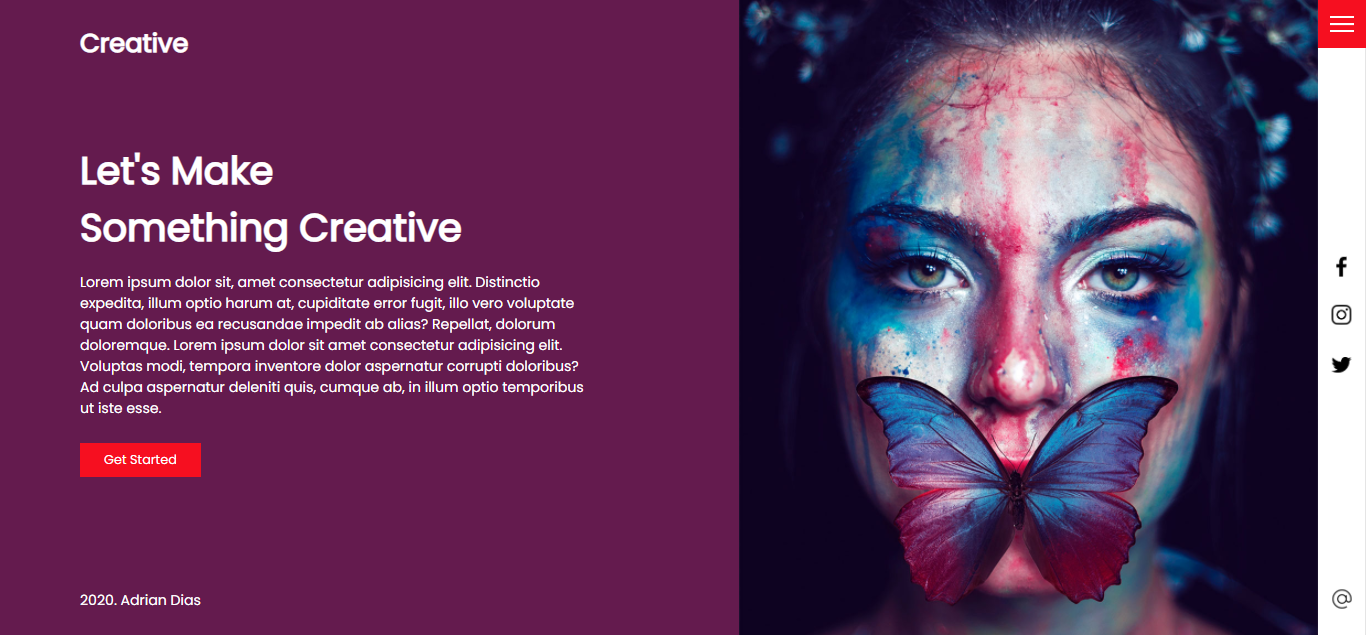 Creative
Let's Make
Something Creative
Lorem ipsum dolor sit, amet consectetur adipisicing elit. Distinctio
expedita, illum optio harum at, cupiditate error fugit, illo vero voluptate
quam doloribus ea recusandae impedit ab alias? Repellat, dolorum
doloremque. Lorem ipsum dolor sit amet consectetur adipisicing elit.
Voluptas modi, tempora inventore dolor aspernatur corrupti doloribus?
Ad culpa aspernatur deleniti quis, cumque ab, in illum optio temporibus
ut iste esse.
Get Started
2020. Adrian Dias
@